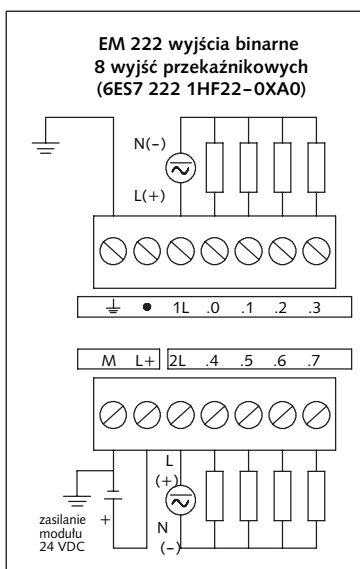 EM 222 wyjścia binarne
8 wyjść przekaźnikowych
(6ES7 222 1HF22-0XA0)
N(-)
L(+)
1L .0 .1 .2 .3
M L+ 2L .4 .5 .6 .7
L
(+)
N
(-)
+
zasilanie
modułu
24 VDC